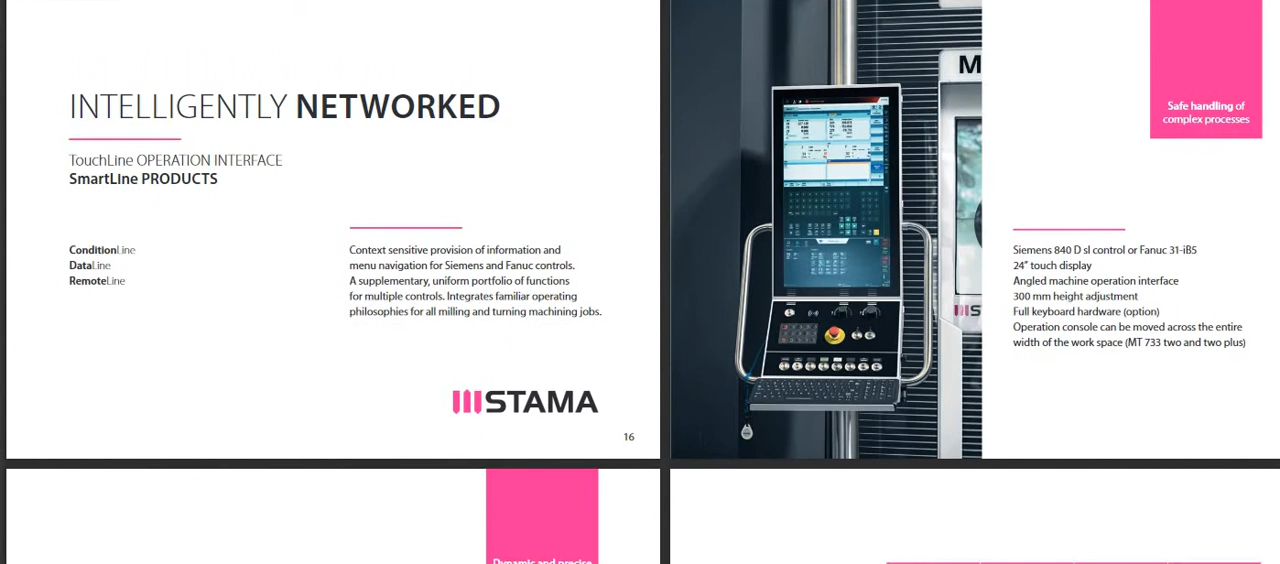 INTELLIGENTLY NETWORKED
TouchLine OPERATION INTERFACE
SmartLine PRODUCTS
ConditionLine
DataLine
RemoteLine
Context sensitive provision of information and
menu navigation for Siemens and Fanuc controls.
A supplementary, uniform portfolio of functions
for multiple controls. Integrates familiar operating
philosophies for all milling and turning machining jobs.
STAMA
16
M
Safe handling of
complex processes
Siemens 840 D sl control or Fanuc 31-iB5
24” touch display
Angled machine operation interface
300 mm height adjustment
Full keyboard hardware (option)
Operation console can be moved across the entire
width of the work space (MT 733 two and two plus)
Dynamic and precise